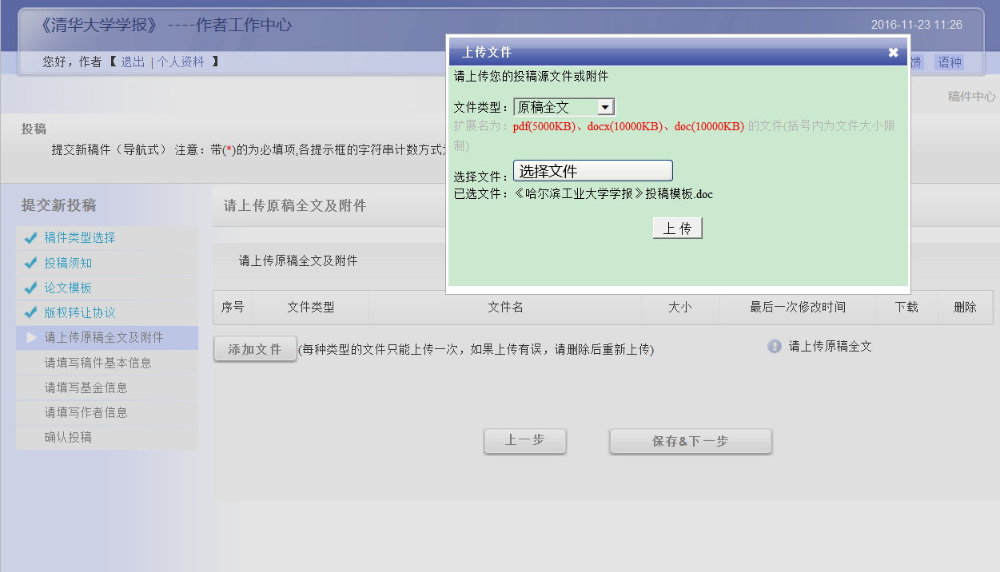 《清华大学学报》 ----作者工作中心
2016-11-23 11:26
您好，作者 【 退出 | 个人资料 】
馈 语种
稿件中心
投稿
提交新稿件（导航式） 注意：带(*)的为必填项,各提示框的字符串计数方式
上传文件
请上传您的投稿源文件或附件
文件类型： 原稿全文
扩展名为：pdf(5000KB)、docx(10000KB)、doc(10000KB) 的文件(括号内为文件大小限
制)
选择文件： 选择文件
已选文件：《哈尔滨工业大学学报》投稿模板.doc
上 传
提交新投稿
稿件类型选择
投稿须知
论文模板
版权转让协议
请上传原稿全文及附件
请填写稿件基本信息
请填写基金信息
请填写作者信息
确认投稿
请上传原稿全文及附件
请上传原稿全文及附件
序号 文件类型 文件名 大小 最后一次修改时间 下载 删除
添加文件 (每种类型的文件只能上传一次，如果上传有误，请删除后重新上传)
请上传原稿全文
上一步 保存&下一步